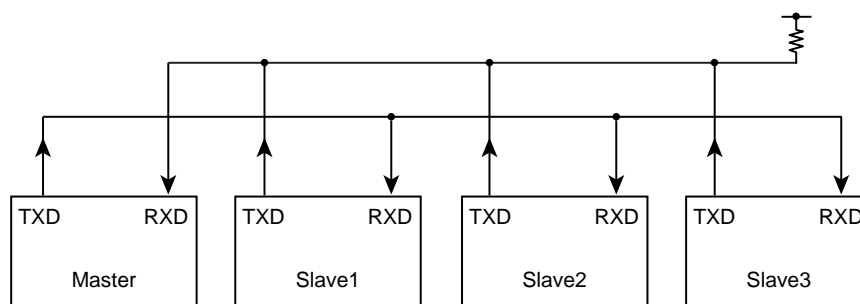 TXD RXD TXD RXD TXD RXD TXD RXD
Master Slave1 Slave2 Slave3